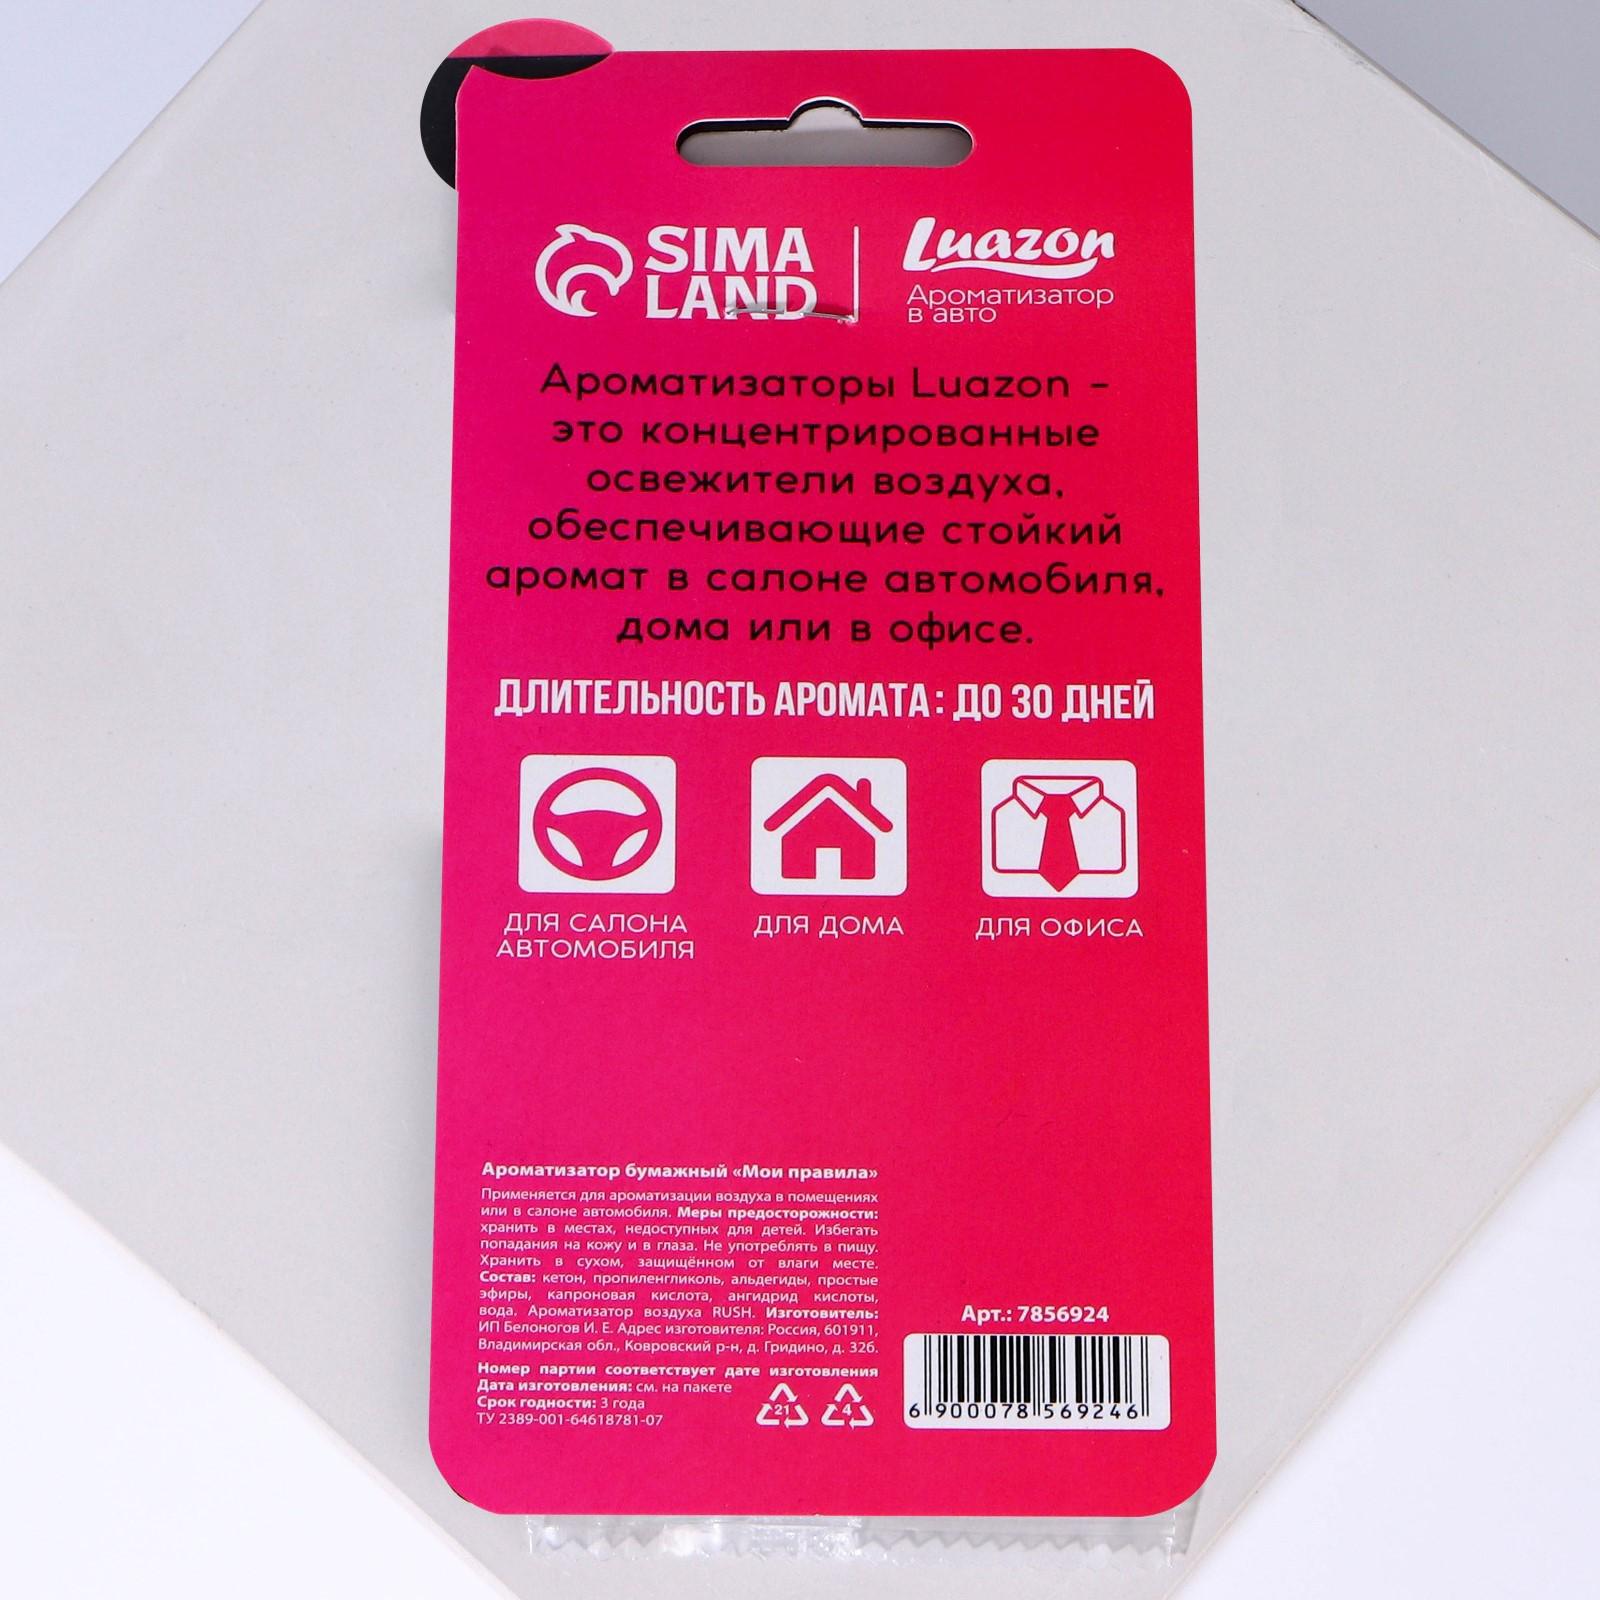 SIMA
LAND
Luazon
Ароматизатор
в авто
Ароматизаторы Luazon –
это концентрированные
освежители воздуха,
обеспечивающие стойкий
аромат в салоне автомобиля,
дома или в офисе.
ДЛИТЕЛЬНОСТЬ АРОМАТА: ДО 30 ДНЕЙ
ДЛЯ САЛОНА
АВТОМОБИЛЯ
ДЛЯ ДОМА
ДЛЯ ОФИСА
Ароматизатор бумажный «Мои правила»
Применяется для ароматизации воздуха в помещениях
или в салоне автомобиля. Меры предосторожности:
хранить в местах, недоступных для детей. Избегать
попадания на кожу и в глаза. Не употреблять в пищу.
Хранить в сухом, защищённом от влаги месте.
Состав: кетон, пропиленгликоль, альдегиды, простые
эфиры, капроновая кислота, ангидрид кислоты,
вода. Ароматизатор воздуха RUSH. Изготовитель:
ИП Белоногов И. Е. Адрес изготовителя: Россия, 601911,
Владимирская обл., Ковровский р-н, д. Гридино, д. 32б.
Номер партии соответствует дате изготовления
Дата изготовления: см. на пакете
Срок годности: 3 года
ТУ 2389-001-64618781-07
21
4
Арт.: 7856924
6 900078 569246